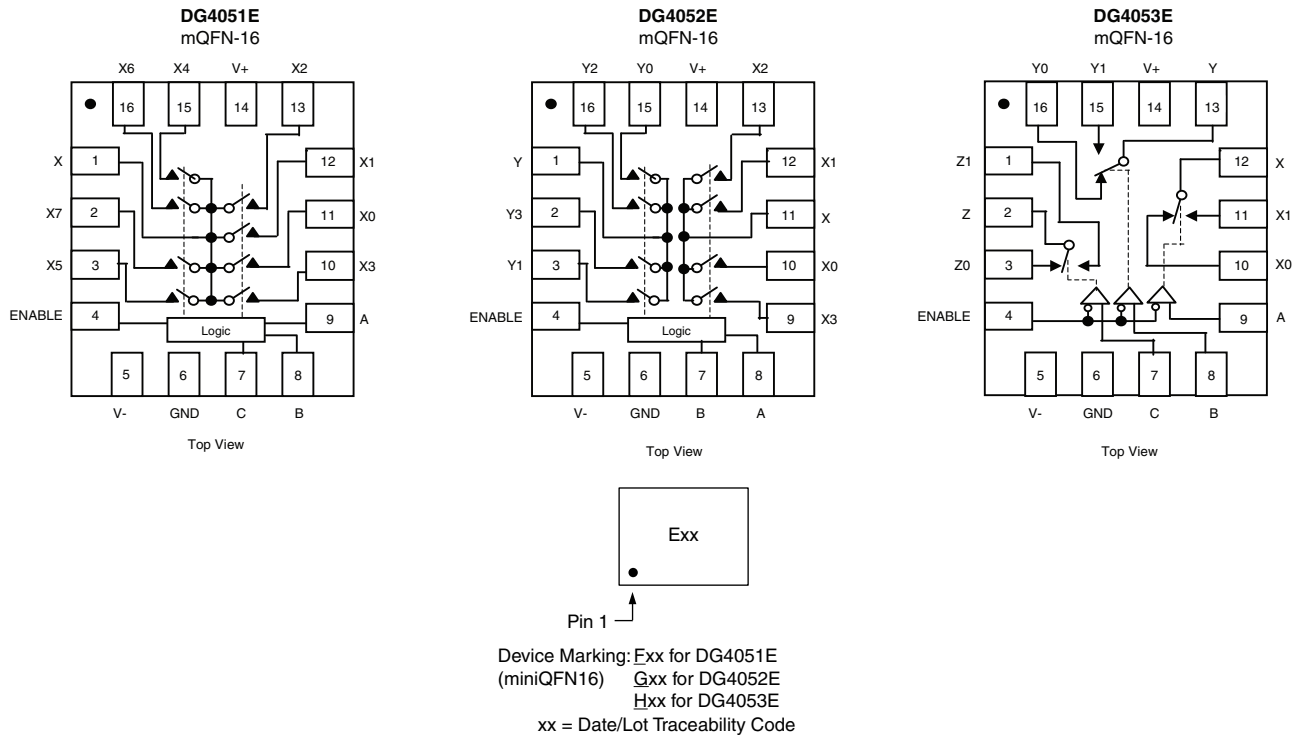 DG4051E
mQFN-16
X6 X4 V+ X2
16 15 14 13
X 1 12 X1
X7 2 11 X0
X5 3 10 X3
ENABLE 4 9 A
Logic
5 6 7 8
V- GND C B
Top View
DG4052E
mQFN-16
Y2 Y0 V+ X2
16 15 14 13
Y 1 12 X1
Y3 2 11 X
Y1 3 10 X0
ENABLE 4 9 X3
Logic
5 6 7 8
V- GND B A
Top View
DG4053E
mQFN-16
Y0 Y1 V+ Y
16 15 14 13
Z1 1 12 X
Z 2 11 X1
Z0 3 10 X0
ENABLE 4 9 A
5 6 7 8
V- GND C B
Top View
Exx
Pin 1
Device Marking: Fxx for DG4051E
(miniQFN16) Gxx for DG4052E
Hxx for DG4053E
xx = Date/Lot Traceability Code